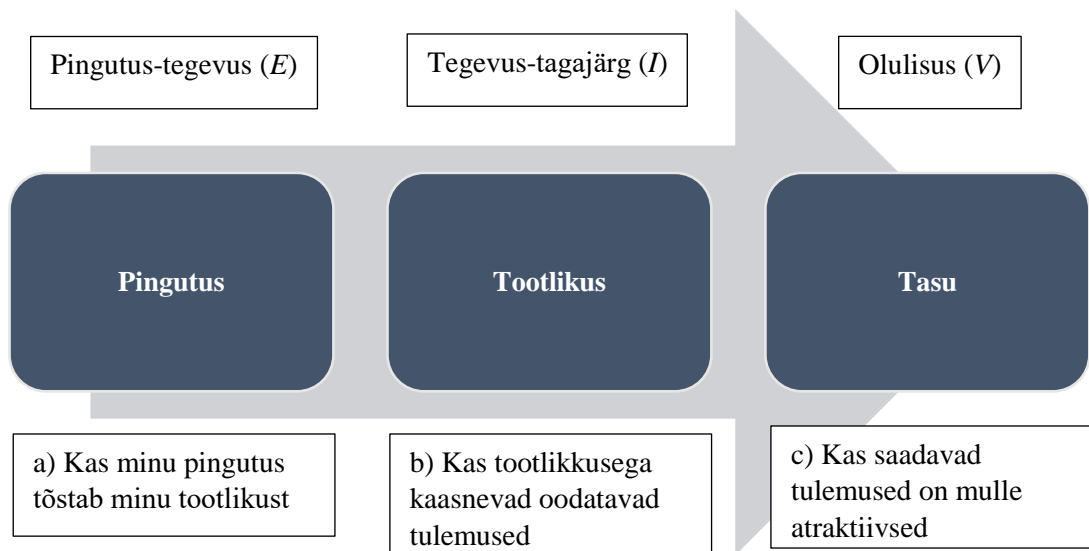 Pingutus-tegevus (E)
Tegevus-tagajärg (I)
Olulisus (V)
Pingutus
Tootlikus
Tasu
a) Kas minu pingutus
tõstab minu tootlikust
b) Kas tootlikkusega
kaasnevad oodatavad
tulemused
c) Kas saadavad
tulemused on mulle
atraktiivsed